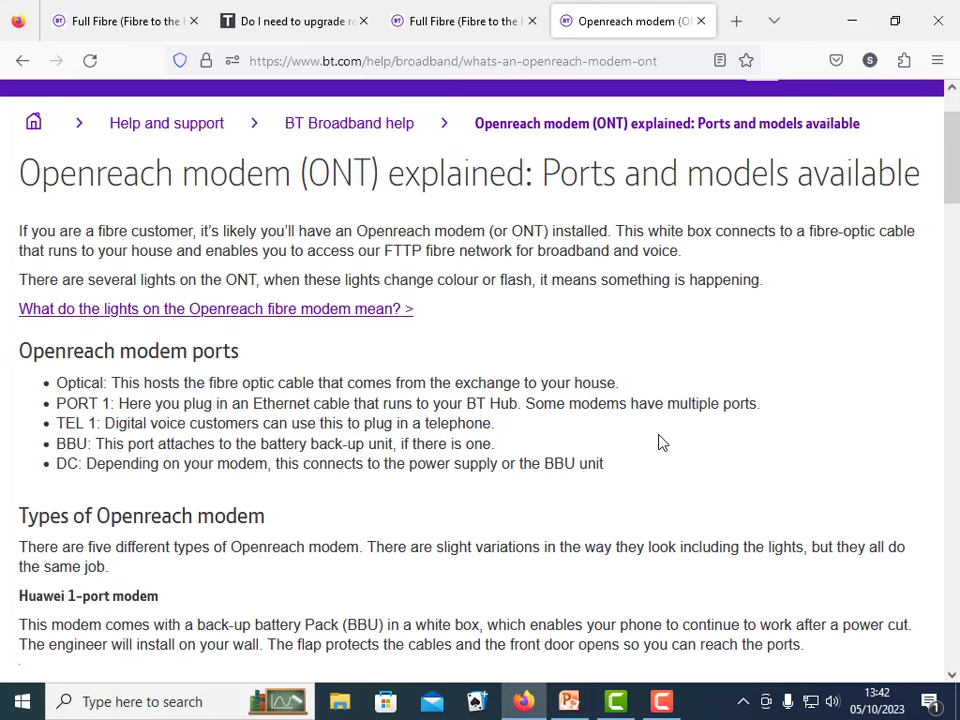 Full Fibre (Fibre to the
Do I need to upgrade ro
Full Fibre (Fibre to the
Openreach modem (O
https://www.bt.com/help/broadband/whats-an-openreach-modem-ont
S
Help and support
BT Broadband help
Openreach modem (ONT) explained: Ports and models available
Openreach modem (ONT) explained: Ports and models available
If you are a fibre customer, it's likely you'll have an Openreach modem (or ONT) installed. This white box connects to a fibre-optic cable
that runs to your house and enables you to access our FTTP fibre network for broadband and voice.
There are several lights on the ONT, when these lights change colour or flash, it means something is happening.
What do the lights on the Openreach fibre modem mean? >
Openreach modem ports
• Optical: This hosts the fibre optic cable that comes from the exchange to your house.
• PORT 1: Here you plug in an Ethernet cable that runs to your BT Hub. Some modems have multiple ports.
• TEL 1: Digital voice customers can use this to plug in a telephone.
• BBU: This port attaches to the battery back-up unit, if there is one.
• DC: Depending on your modem, this connects to the power supply or the BBU unit
Types of Openreach modem
There are five different types of Openreach modem. There are slight variations in the way they look including the lights, but they all do
the same job.
Huawei 1-port modem
This modem comes with a back-up battery Pack (BBU) in a white box, which enables your phone to continue to work after a power cut.
The engineer will install on your wall. The flap protects the cables and the front door opens so you can reach the ports.
Type here to search
13:42
05/10/2023
1